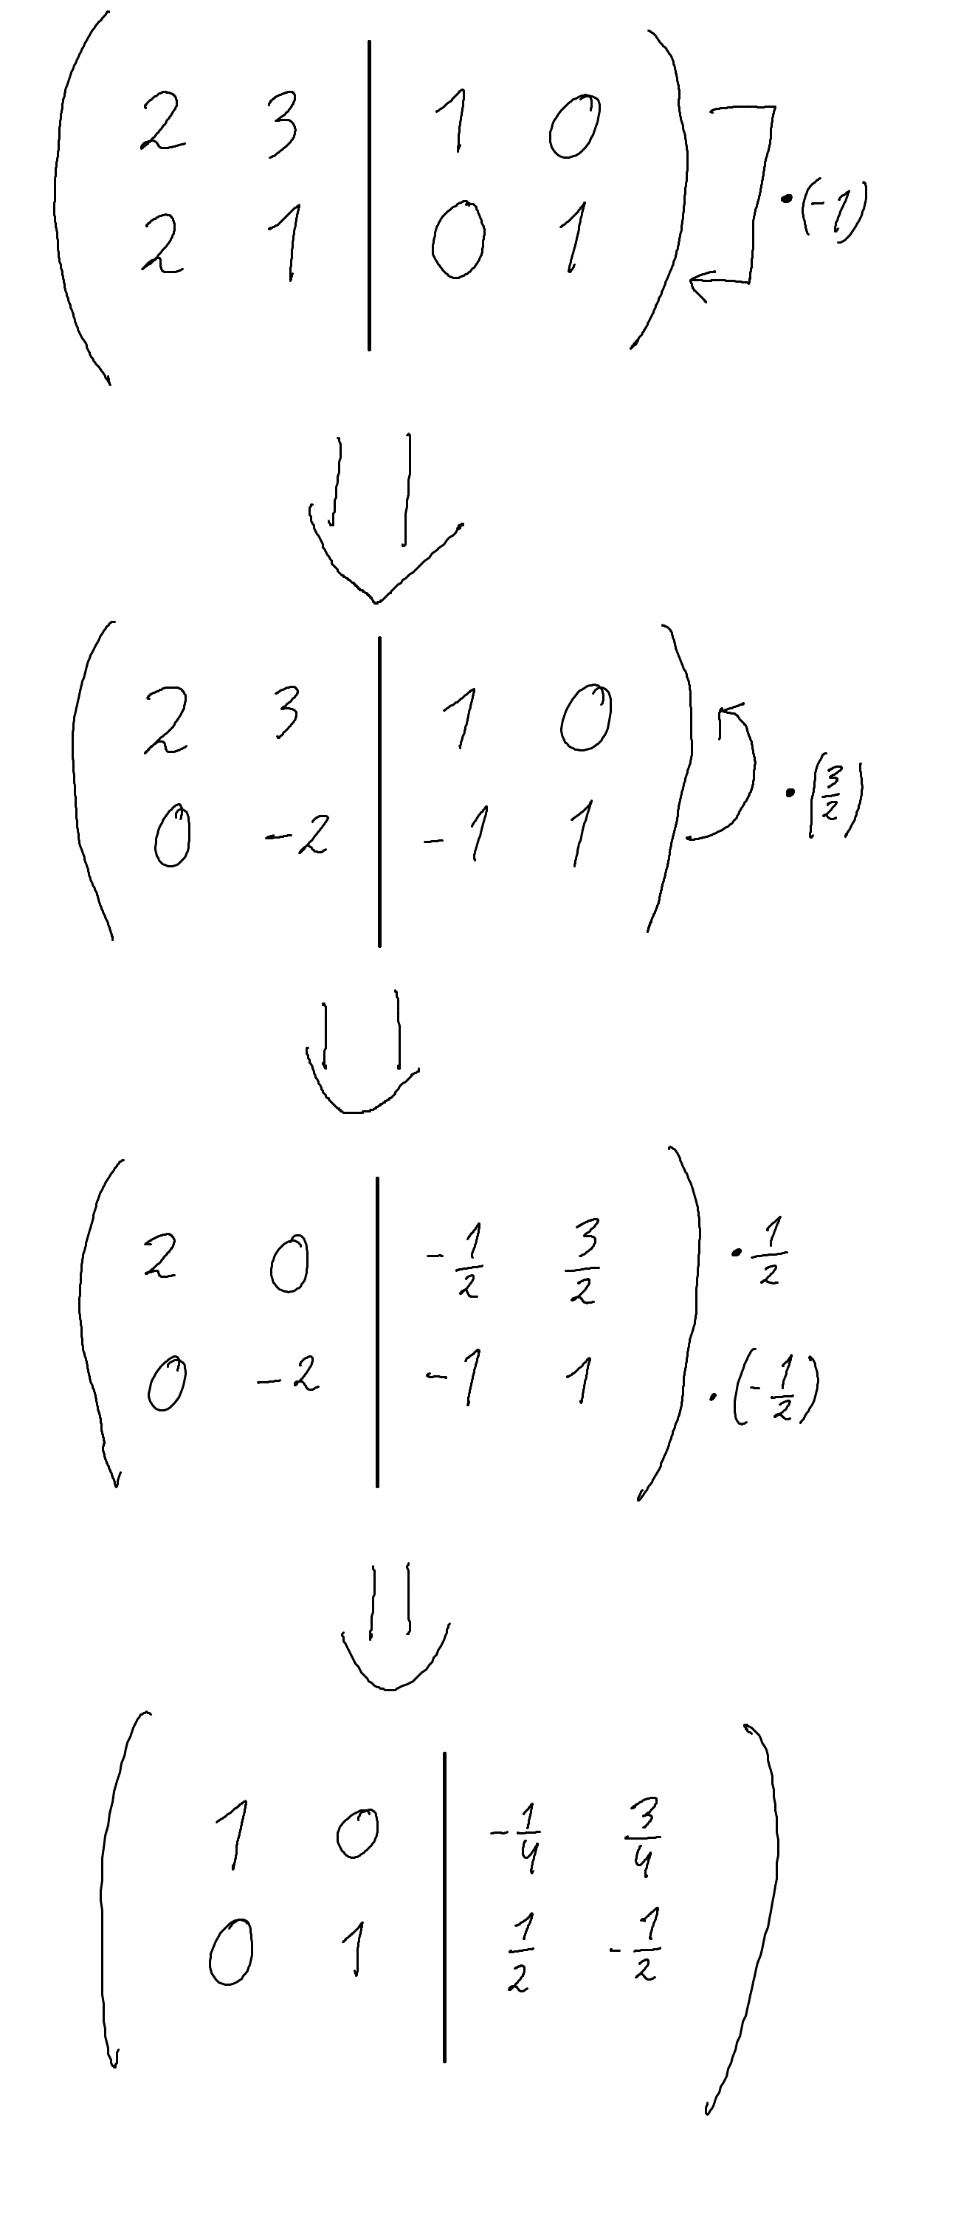 ( 2 3 | 1 0 )
· (-1)
( 2 1 | 0 1 )
⇓
( 2 3 | 1 0 )
· (3/2)
( 0 -2 | -1 1 )
⇓
( 2 0 | -1/2 3/2 ) · 1/2
( 0 -2 | -1 1 ) · (-1/2)
⇓
( 1 0 | -1/4 3/4 )
( 0 1 | 1/2 -1/2 )